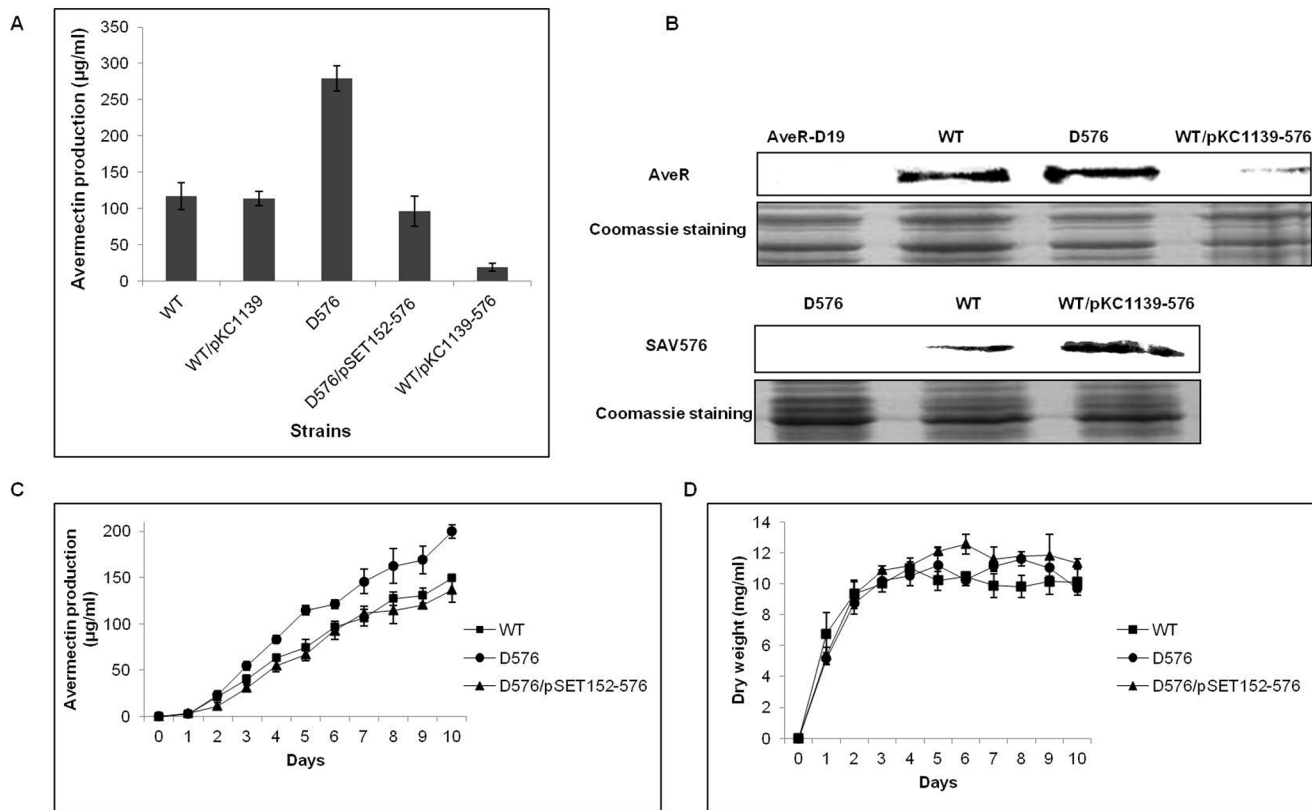 A
Avermectin production (µg/ml)
350
300
250
200
150
100
50
0
WT
WT/pKC1139
D576
D576/pSET152-576
WT/pKC1139-576
Strains
B
AveR-D19 WT D576 WT/pKC1139-576
AveR
Coomassie staining
D576 WT WT/pKC1139-576
SAV576
Coomassie staining
C
Avermectin production
(µg/ml)
200
150
100
50
0
0 1 2 3 4 5 6 7 8 9 10
Days
WT
D576
D576/pSET152-576
D
Dry weight (mg/ml)
14
12
10
8
6
4
2
0
0 1 2 3 4 5 6 7 8 9 10
Days
WT
D576
D576/pSET152-576